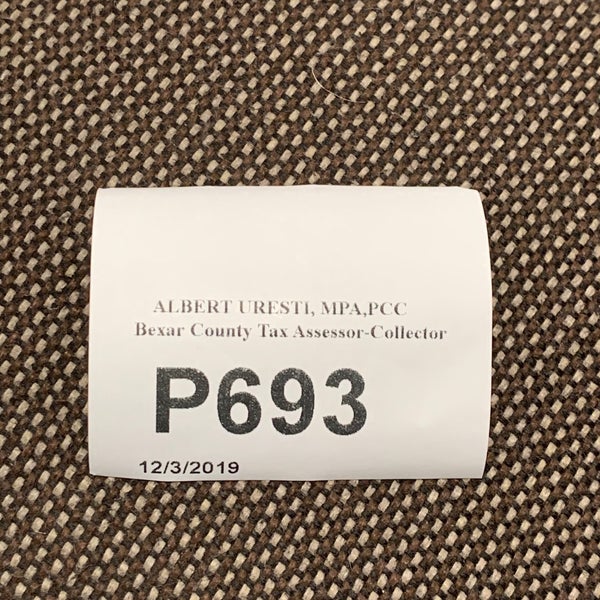 ALBERT URESTI, MPA,PCC
Bexar County Tax Assessor-Collector
P693
12/3/2019